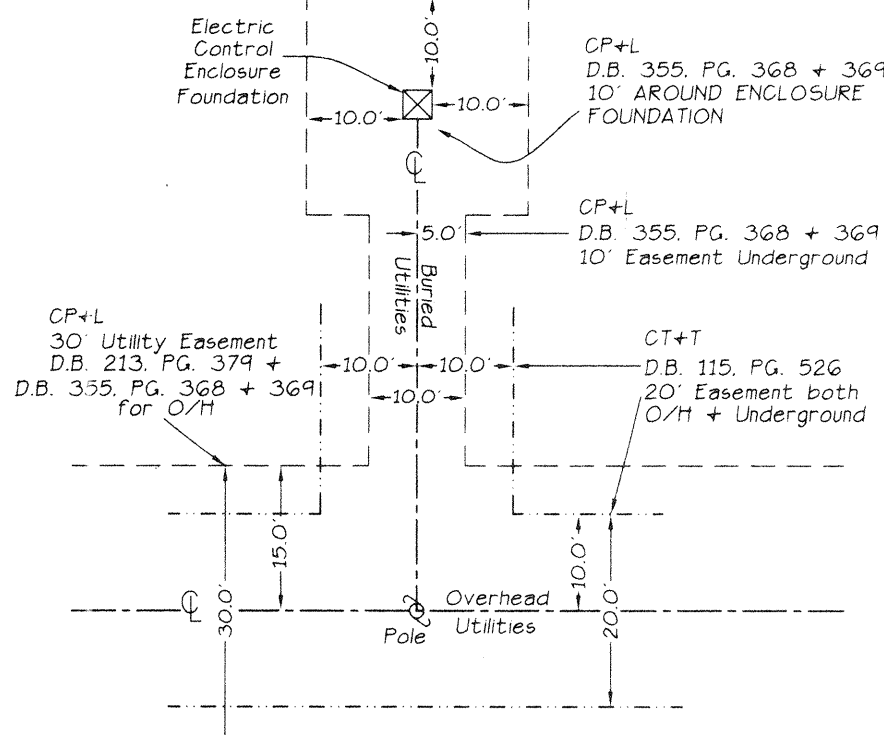 Electric
Control
Enclosure
Foundation
10.0'
CP+L
D.B. 355, PG. 368 + 369
10' AROUND ENCLOSURE
FOUNDATION
10.0'
10.0'
CL
CP+L
D.B. 355, PG. 368 + 369
10' Easement Underground
5.0'
Buried
Utilities
CP+L
30' Utility Easement
D.B. 213, PG. 379 +
D.B. 355, PG. 368 + 369
for O/H
10.0'
10.0'
10.0'
CT+T
D.B. 115, PG. 526
20' Easement both
O/H + Underground
15.0'
30.0'
10.0'
20.0'
CL
Pole
Overhead
Utilities